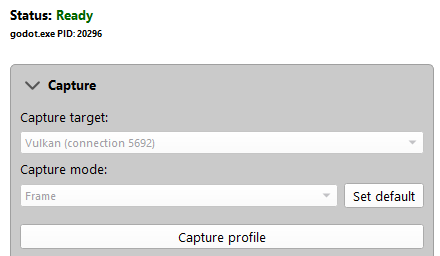 Status: Ready
godot.exe PID: 20296
Capture
Capture target:
Vulkan (connection 5692)
Capture mode:
Frame
Set default
Capture profile